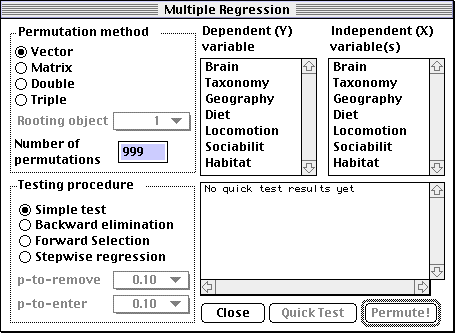 Multiple Regression
Permutation method
Vector
Matrix
Double
Triple
Rooting object 1
Number of
permutations 999
Testing procedure
Simple test
Backward elimination
Forward Selection
Stepwise regression
p-to-remove 0.10
p-to-enter 0.10
Dependent (Y)
variable
Brain
Taxonomy
Geography
Diet
Locomotion
Sociabilit
Habitat
Independent (X)
variable(s)
Brain
Taxonomy
Geography
Diet
Locomotion
Sociabilit
Habitat
No quick test results yet
Close Quick Test Permute!